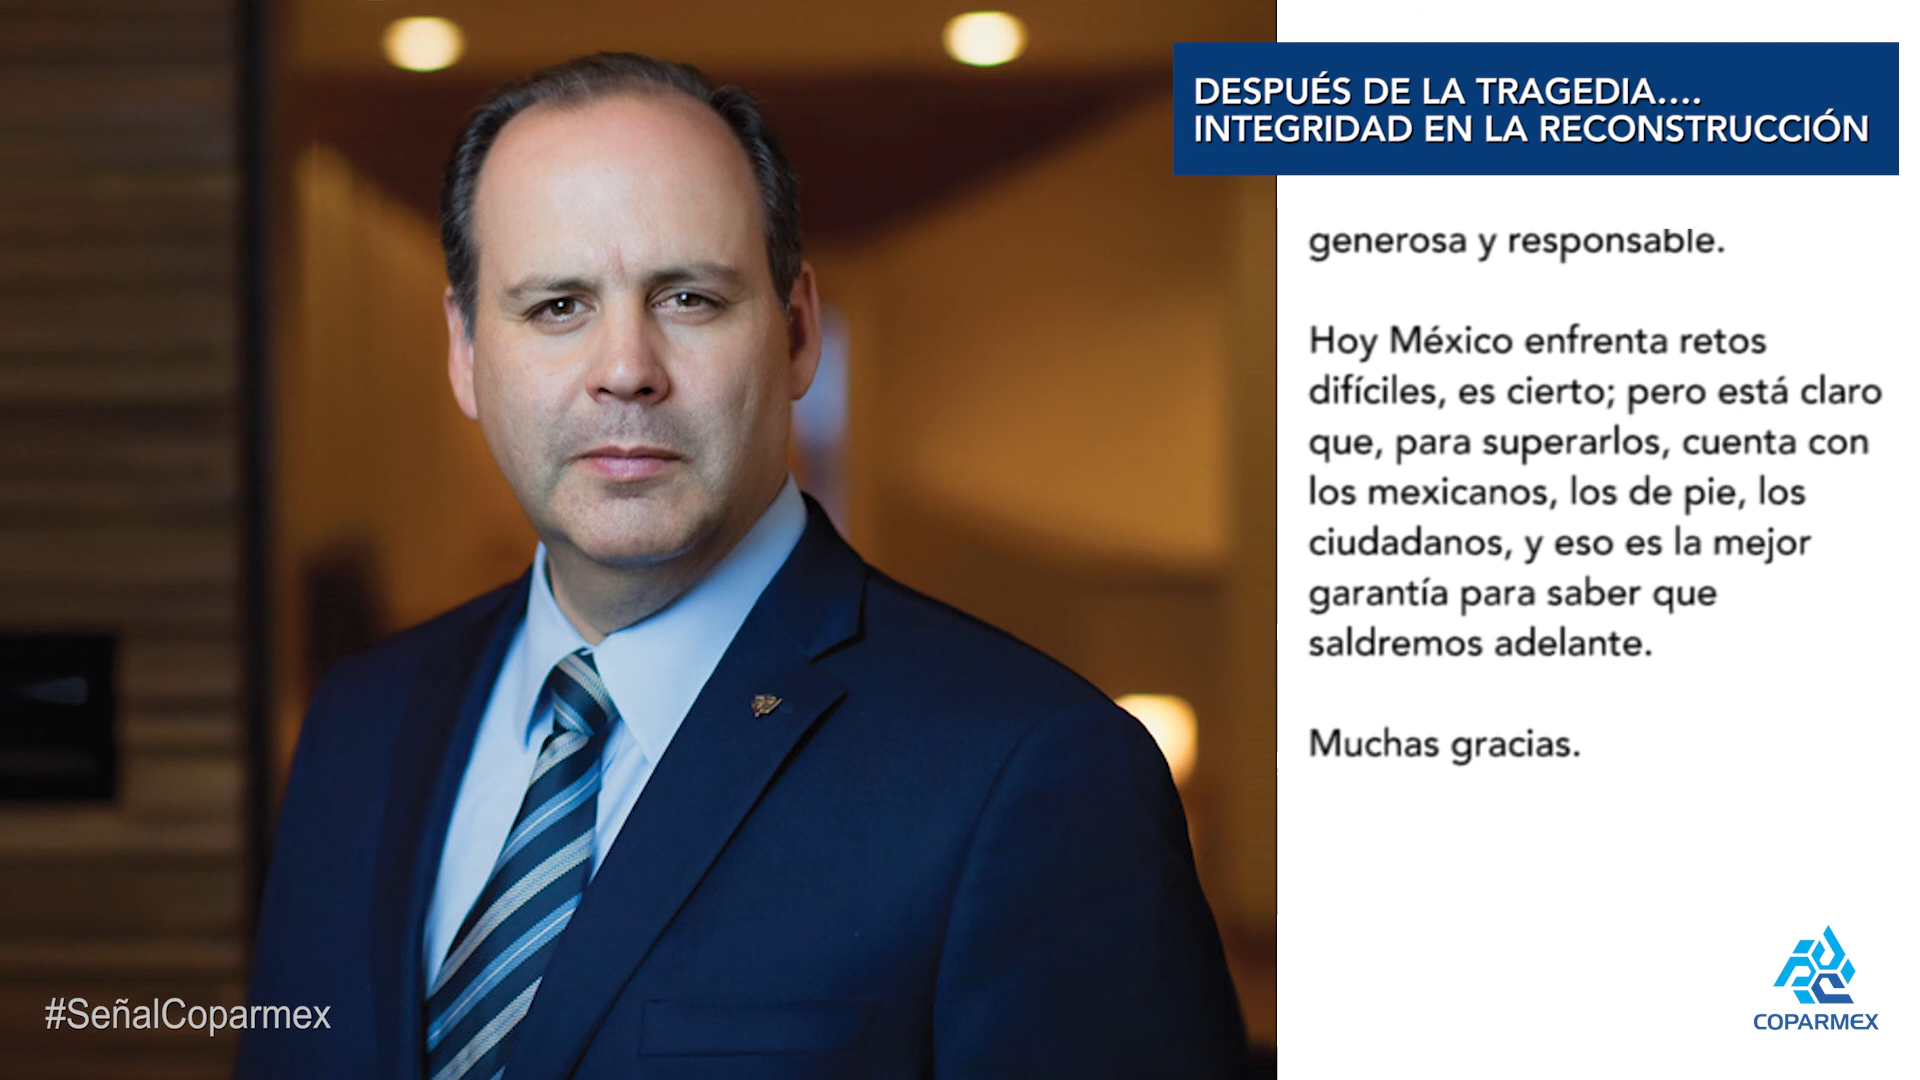 DESPUÉS DE LA TRAGEDIA....
INTEGRIDAD EN LA RECONSTRUCCIÓN
generosa y responsable.
Hoy México enfrenta retos
difíciles, es cierto; pero está claro
que, para superarlos, cuenta con
los mexicanos, los de pie, los
ciudadanos, y eso es la mejor
garantía para saber que
saldremos adelante.
Muchas gracias.
#SeñalCoparmex
COPARMEX